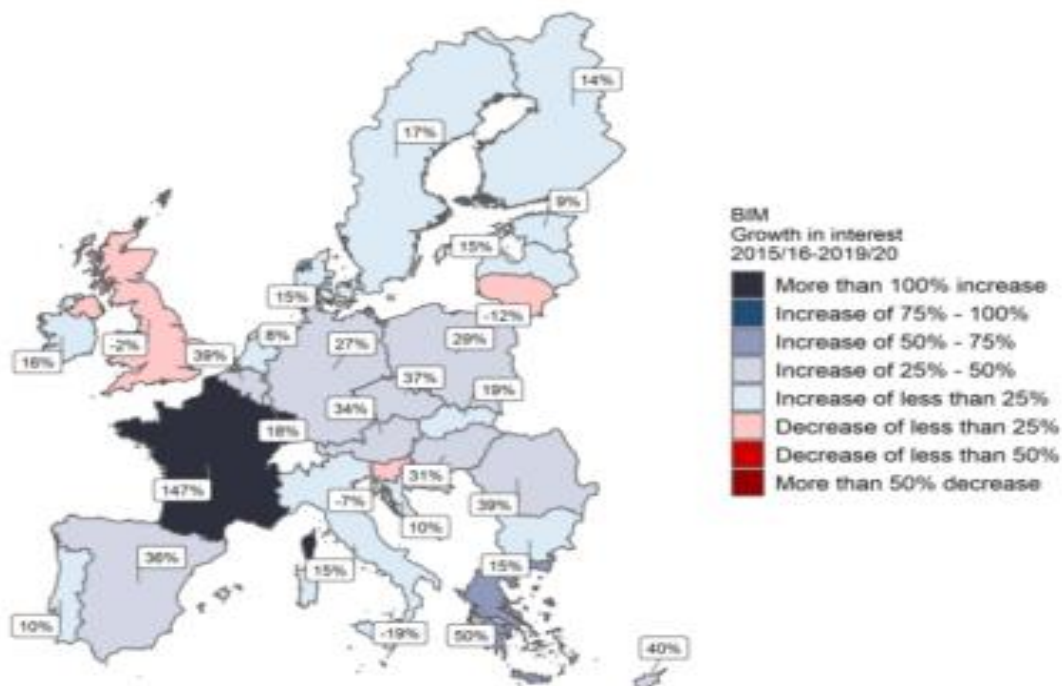 14%
17%
9%
15%
15%
-12%
-2%
16%
39%
8%
27%
29%
37%
19%
34%
18%
147%
31%
-7%
39%
10%
36%
15%
15%
10%
-19%
50%
40%
BIM
Growth in interest
2015/16-2019/20
More than 100% increase
Increase of 75% - 100%
Increase of 50% - 75%
Increase of 25% - 50%
Increase of less than 25%
Decrease of less than 25%
Decrease of less than 50%
More than 50% decrease